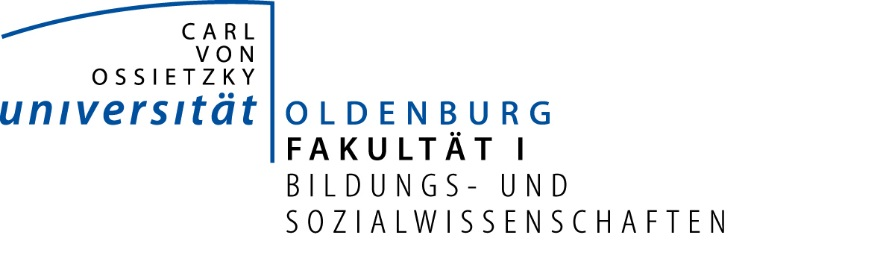 CARL
VON
OSSIETZKY
universität OLDENBURG
FAKULTÄT I
BILDUNGS- UND
SOZIALWISSENSCHAFTEN